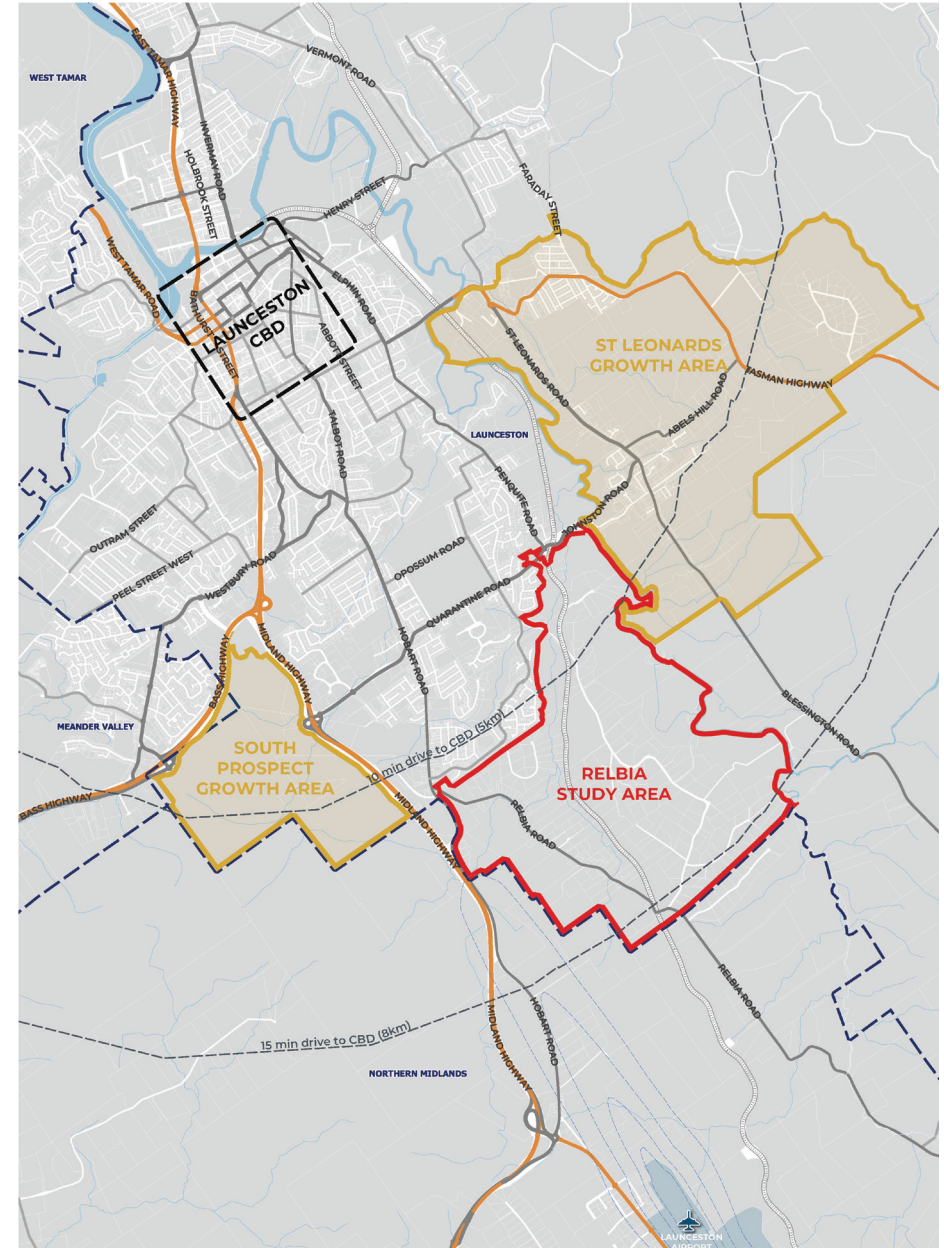 WEST TAMAR
EAST TAMAR HIGHWAY
VERMONT ROAD
INVERMAY ROAD
HOLBROOK STREET
HENRY STREET
FARADAY STREET
WEST TAMAR ROAD
BATHURST STREET
LAUNCESTON
CBD
ELPHIN ROAD
ABBOTT STREET
ST LEONARDS ROAD
ST LEONARDS
GROWTH AREA
TASMAN HIGHWAY
ABELS HILL ROAD
LAUNCESTON
TALBOT ROAD
PENQUITE ROAD
JOHNSTON ROAD
OUTRAM STREET
PEEL STREET WEST
WESTBURY ROAD
OPOSSUM ROAD
QUARANTINE ROAD
HOBART ROAD
BASS HIGHWAY
MIDLAND HIGHWAY
MEANDER VALLEY
SOUTH
PROSPECT
GROWTH AREA
10 min drive to CBD (5km)
BLESSINGTON ROAD
RELBIA
STUDY AREA
BASS HIGHWAY
MIDLAND HIGHWAY
RELBIA ROAD
RELBIA ROAD
15 min drive to CBD (8km)
MIDLAND HIGHWAY
HOBART ROAD
NORTHERN MIDLANDS
LAUNCESTON
AIRPORT